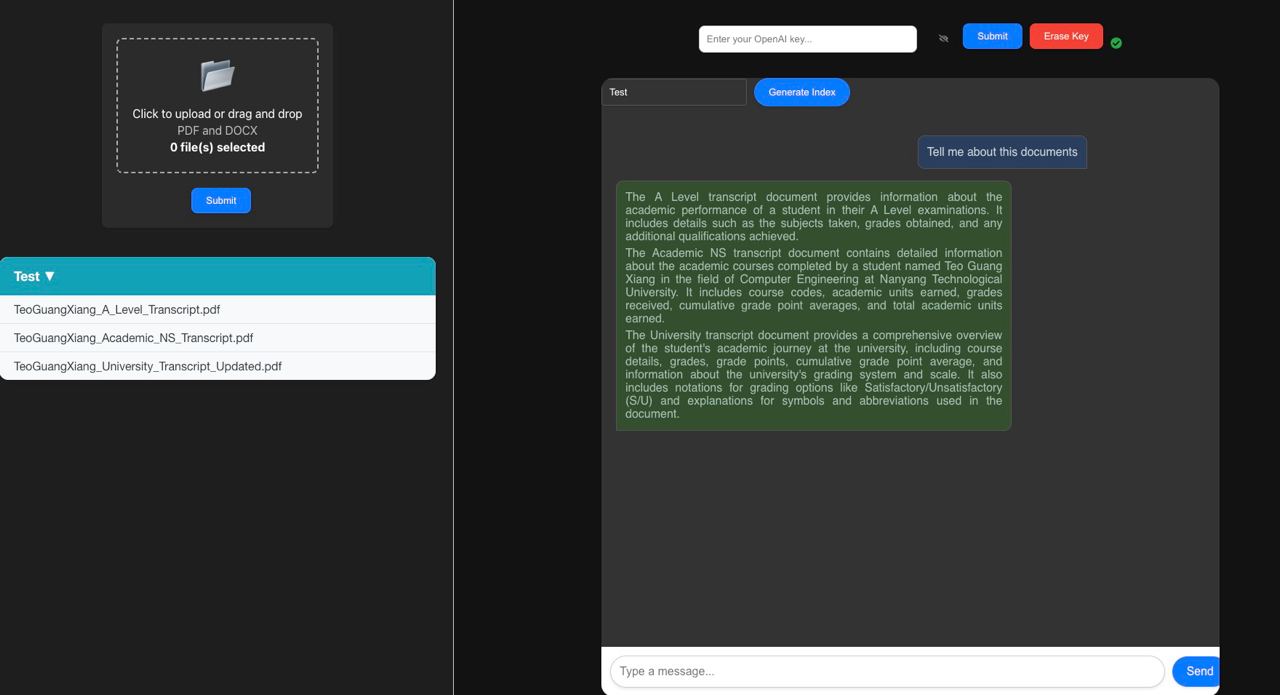 Click to upload or drag and drop
PDF and DOCX
0 file(s) selected
Submit
Test ▼
TeoGuangXiang_A_Level_Transcript.pdf
TeoGuangXiang_Academic_NS_Transcript.pdf
TeoGuangXiang_University_Transcript_Updated.pdf
Enter your OpenAI key...
Submit
Erase Key
Test
Generate Index
Tell me about this documents
The A Level transcript document provides information about the
academic performance of a student in their A Level examinations. It
includes details such as the subjects taken, grades obtained, and any
additional qualifications achieved.
The Academic NS transcript document contains detailed information
about the academic courses completed by a student named Teo Guang
Xiang in the field of Computer Engineering at Nanyang Technological
University. It includes course codes, academic units earned, grades
received, cumulative grade point averages, and total academic units
earned.
The University transcript document provides a comprehensive overview
of the student's academic journey at the university, including course
details, grades, grade points, cumulative grade point average, and
information about the university's grading system and scale. It also
includes notations for grading options like Satisfactory/Unsatisfactory
(S/U) and explanations for symbols and abbreviations used in the
document.
Type a message...
Send